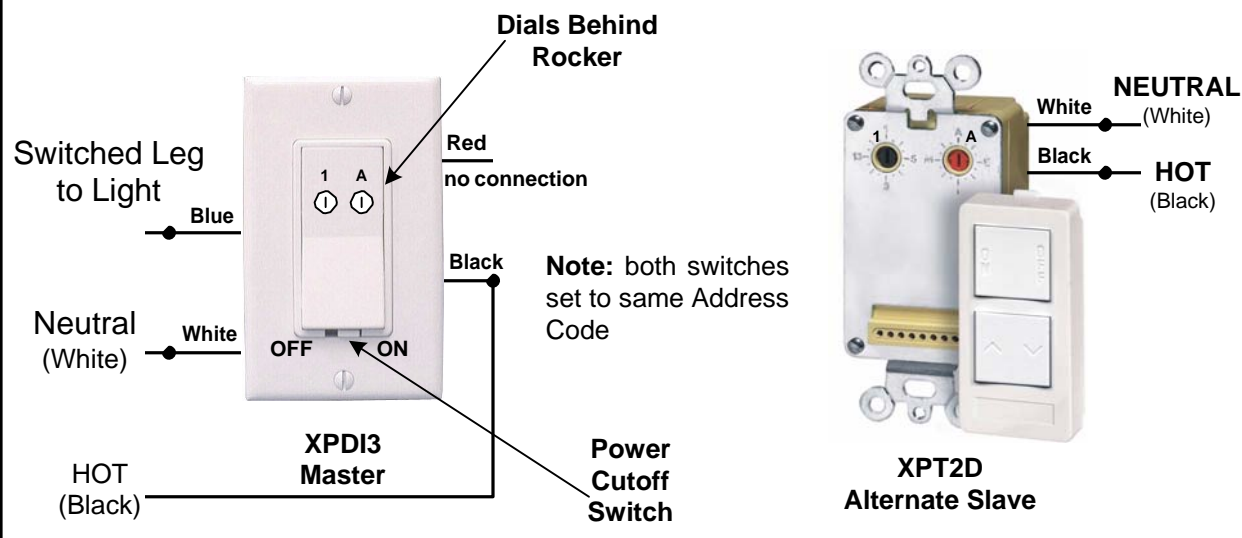 Dials Behind
Rocker
Switched Leg
to Light
Blue
Neutral
(White)
White
HOT
(Black)
1 A
OFF ON
Red
no connection
Black
XPDI3
Master
Power
Cutoff
Switch
Note: both switches
set to same Address
Code
1 A
White
NEUTRAL
(White)
Black
HOT
(Black)
XPT2D
Alternate Slave